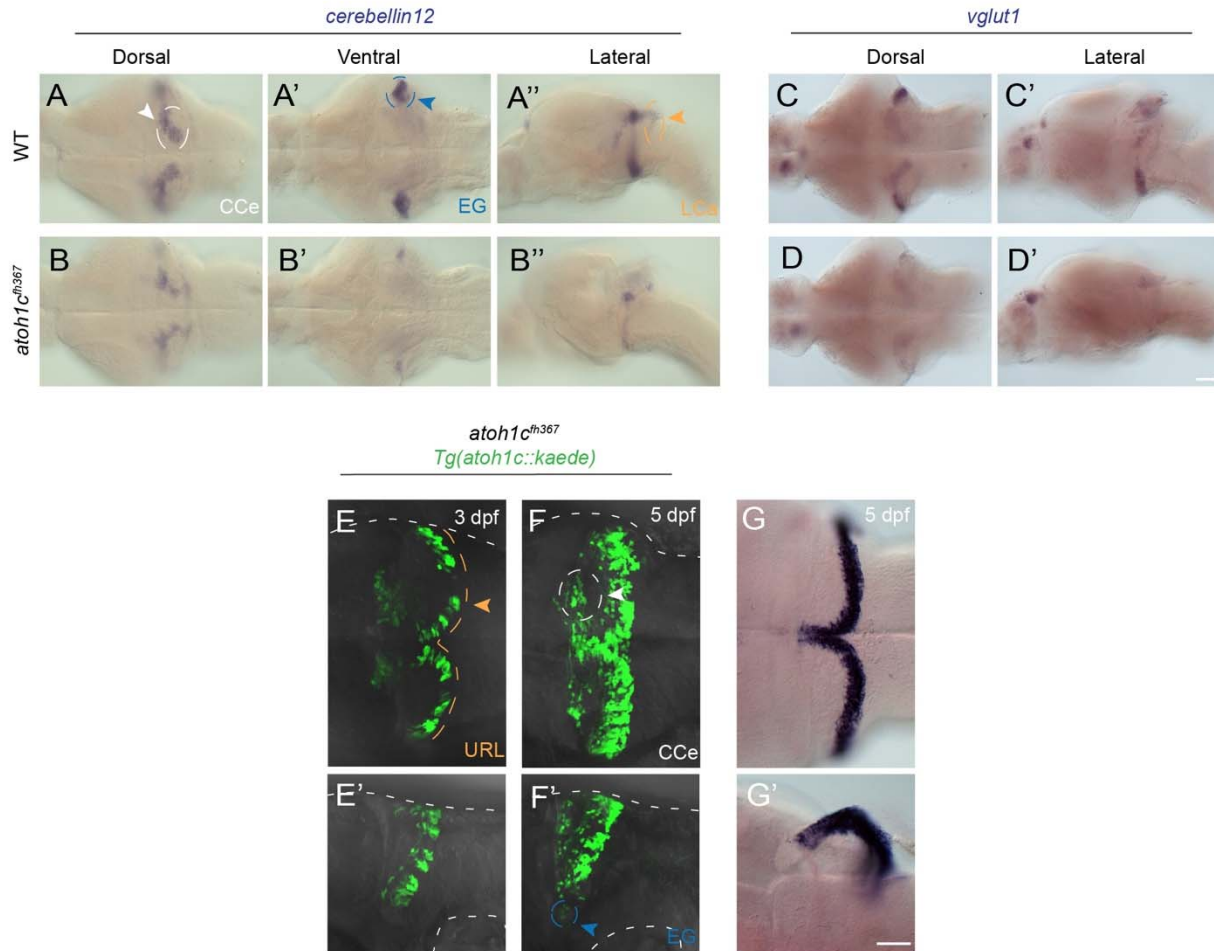 cerebellin12 vglut1
Dorsal Ventral Lateral Dorsal Lateral
WT
A A' A'' C C'
CCe EG LCa
atoh1c^fh367
B B' B'' D D'
atoh1c^fh367
Tg(atoh1c::kaede)
E 3 dpf F 5 dpf G 5 dpf
URL CCe
E' F' G'
EG